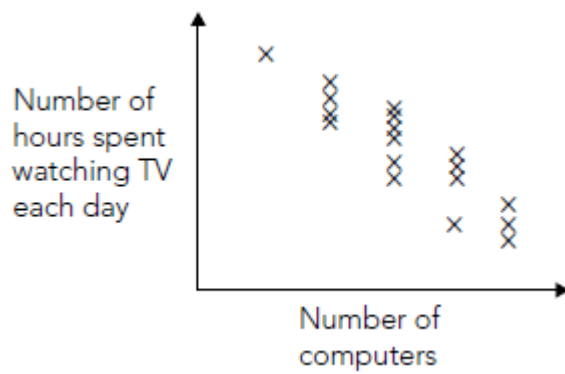 Number of
hours spent
watching TV
each day
Number of
computers